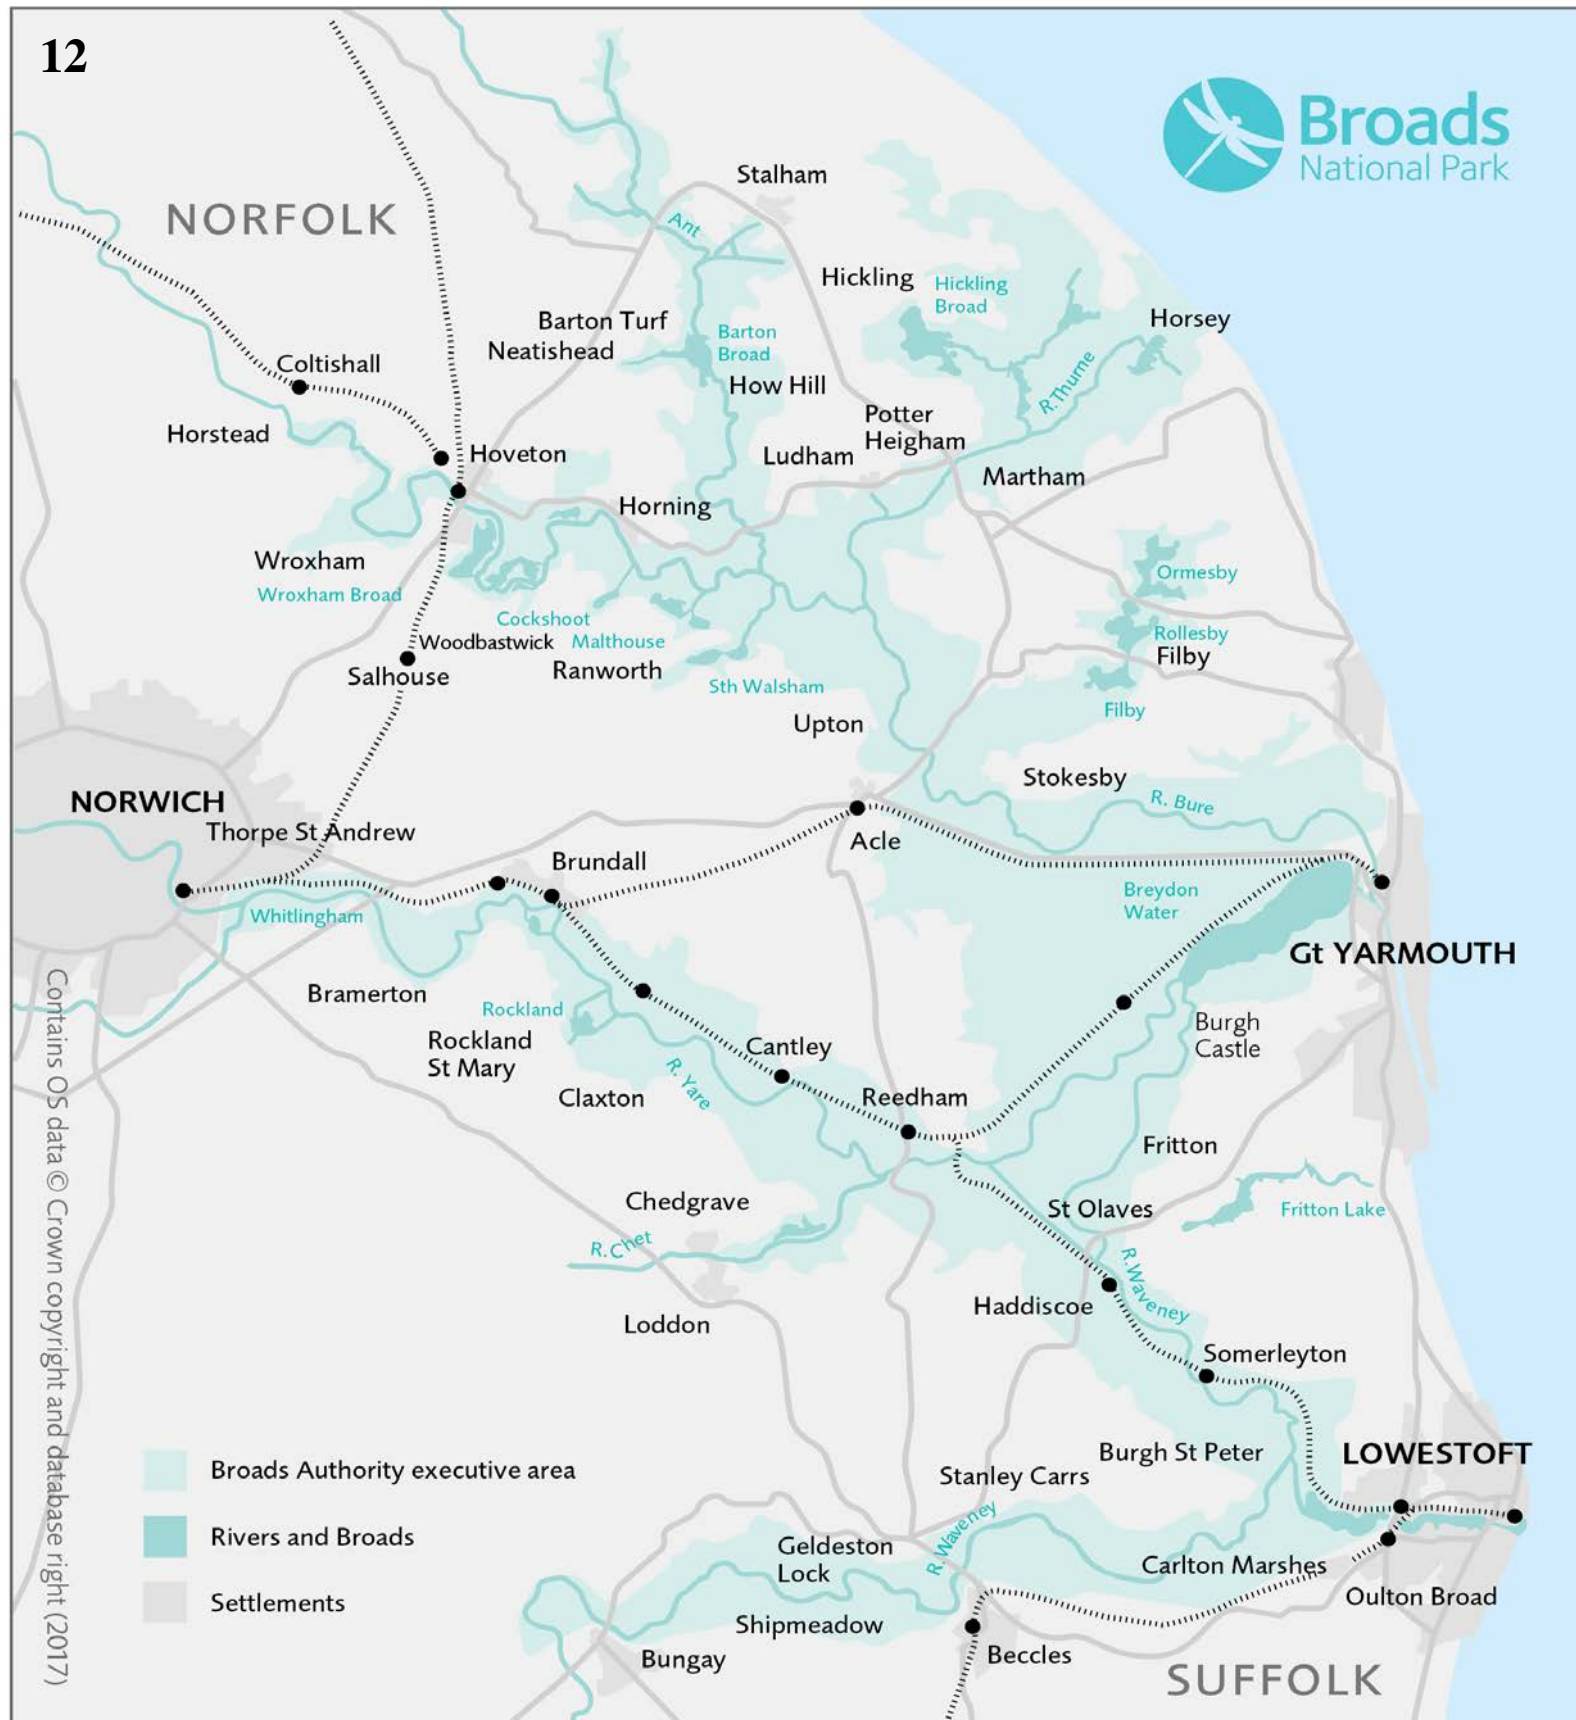 12
Broads
National Park
Stalham
NORFOLK
Ant
Hickling
Hickling
Broad
Horsey
Barton Turf
Neatishead
Barton
Broad
How Hill
R.Thurne
Coltishall
Potter
Heigham
Horstead
Hoveton
Ludham
Martham
Horning
Wroxham
Wroxham Broad
Ormesby
Cockshoot
Woodbastwick
Malthouse
Rollesby
Filby
Salhouse
Ranworth
Sth Walsham
Filby
Upton
Stokesby
NORWICH
R. Bure
Thorpe St Andrew
Acle
Brundall
Breydon
Water
Whitlingham
Gt YARMOUTH
Bramerton
Rockland
Rockland
St Mary
Burgh
Castle
Cantley
R. Yare
Claxton
Reedham
Fritton
Chedgrave
St Olaves
Fritton Lake
R. Chet
R.Waveney
Haddiscoe
Loddon
Somerleyton
Burgh St Peter
LOWESTOFT
Stanley Carrs
Broads Authority executive area
Rivers and Broads
Settlements
R. Waveney
Geldeston
Lock
Carlton Marshes
Oulton Broad
Shipmeadow
Bungay
Beccles
SUFFOLK
Contains OS data © Crown copyright and database right (2017)